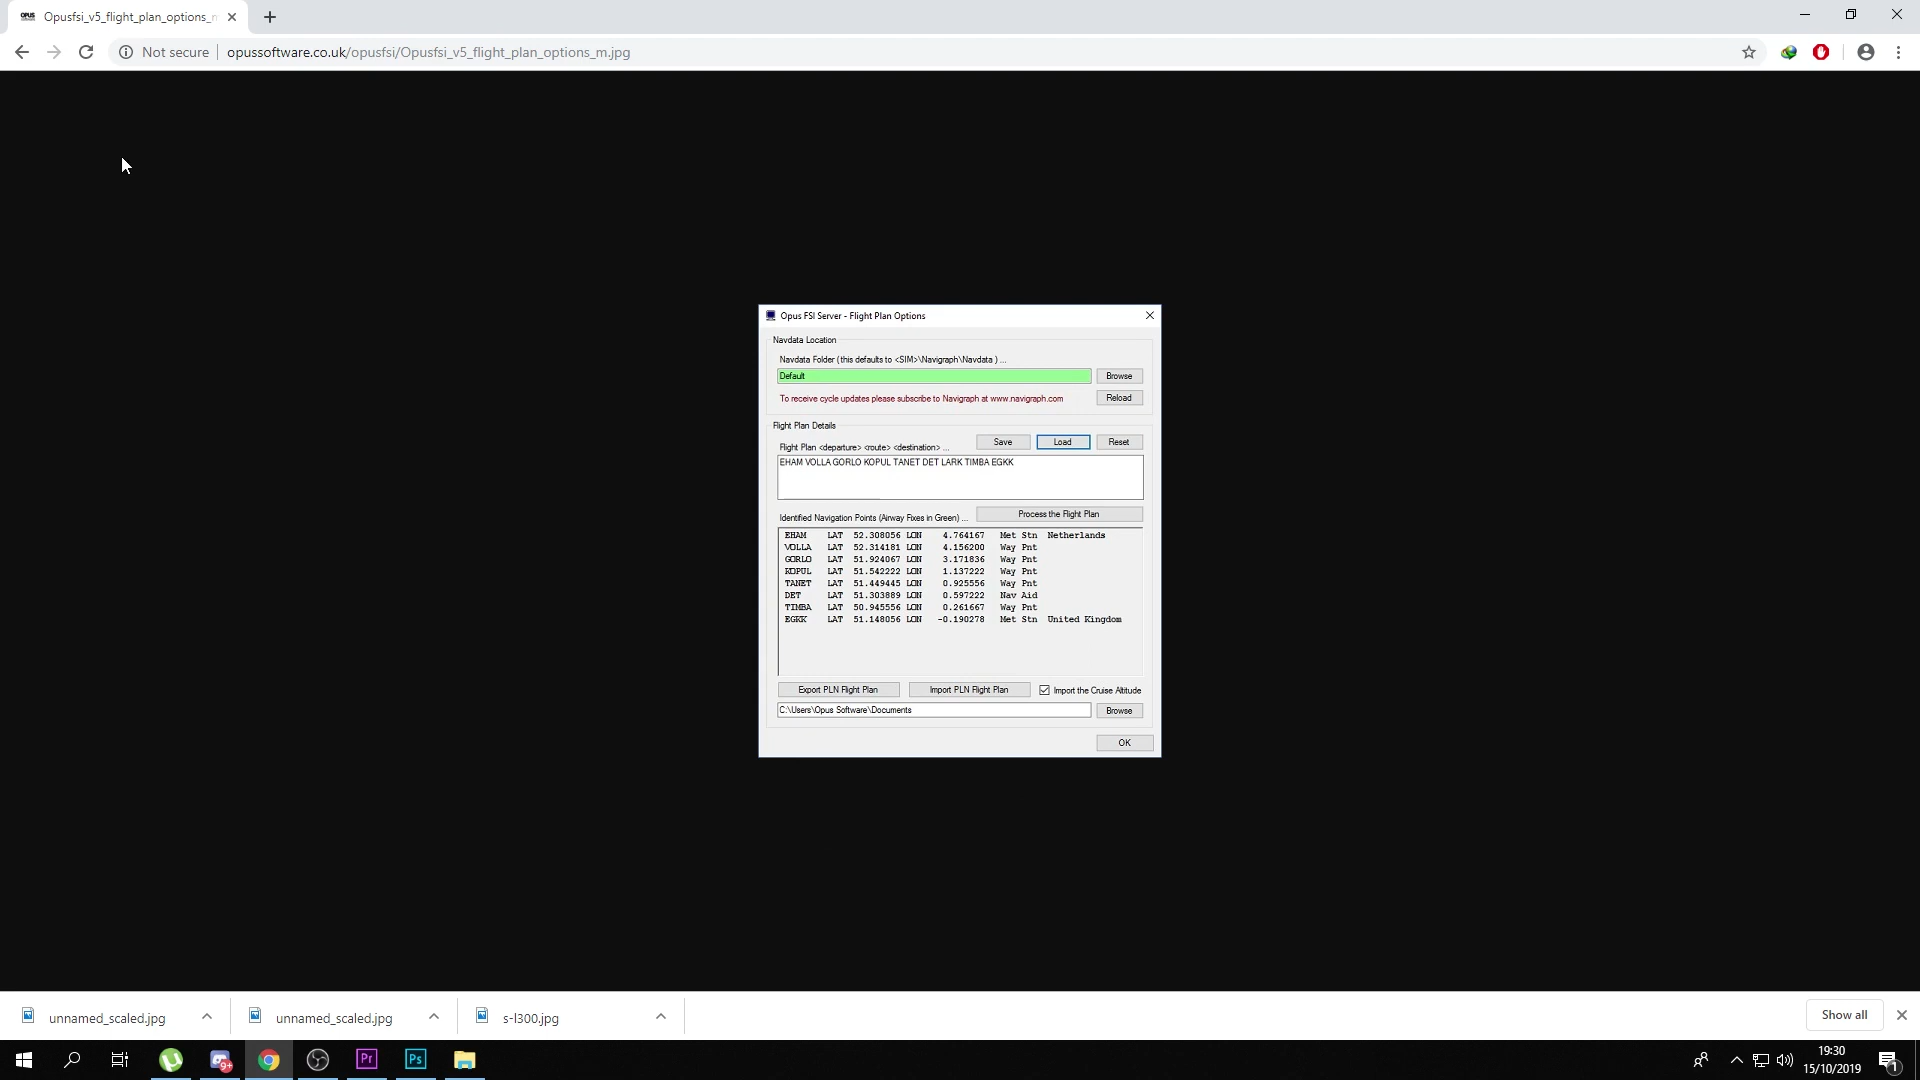 Opusfsi_v5_flight_plan_options_m
Not secure
opussoftware.co.uk/opusfsi/Opusfsi_v5_flight_plan_options_m.jpg
Opus FSI Server - Flight Plan Options
Navdata Location
Navdata Folder ( this defaults to <SIM>\Navigraph\Navdata ) ...
Default
Browse
To receive cycle updates please subscribe to Navigraph at www.navigraph.com
Reload
Flight Plan Details
Flight Plan <departure> <route> <destination> ...
Save
Load
Reset
EHAM VOLLA GORLO KOPUL TANET DET LARK TIMBA EGKK
Identified Navigation Points (Airway Fixes in Green) ...
Process the Flight Plan
EHAM LAT 52.308056 LON 4.764167 Met Stn Netherlands
VOLLA LAT 52.314181 LON 4.156200 Way Pnt
GORLO LAT 51.924067 LON 3.171836 Way Pnt
KOPUL LAT 51.542222 LON 1.137222 Way Pnt
TANET LAT 51.449445 LON 0.925556 Way Pnt
DET LAT 51.303889 LON 0.597222 Nav Aid
TIMBA LAT 50.945556 LON 0.261667 Way Pnt
EGKK LAT 51.148056 LON -0.190278 Met Stn United Kingdom
Export PLN Flight Plan
Import PLN Flight Plan
Import the Cruise Altitude
C:\Users\Opus Software\Documents
Browse
OK
unnamed_scaled.jpg
unnamed_scaled.jpg
s-l300.jpg
Show all
9+
Pr
Ps
19:30
15/10/2019
1